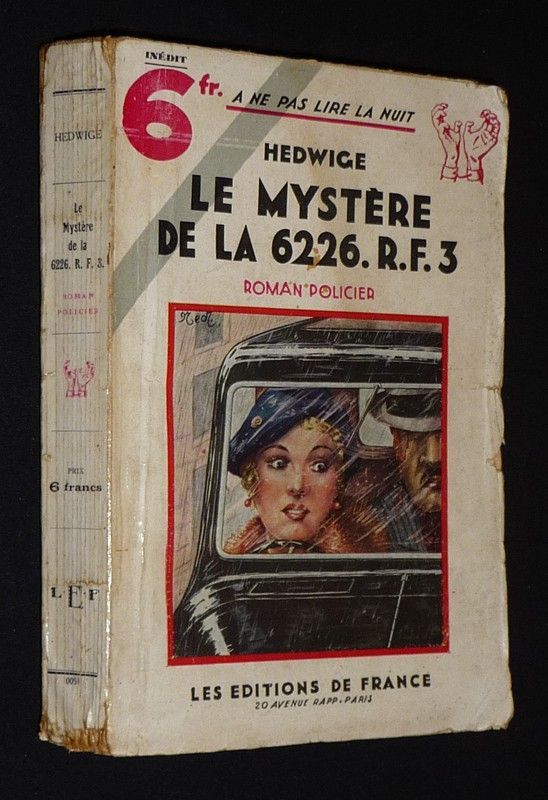 INÉDIT
6 fr.
A NE PAS LIRE LA NUIT
HEDWIGE
LE MYSTÈRE
DE LA 6226. R.F. 3
ROMAN POLICIER
LES EDITIONS DE FRANCE
20 AVENUE RAPP. PARIS
HEDWIGE
Le
Mystère
de la
6226. R. F. 3.
ROMAN
POLICIER
PRIX
6 francs
L E F